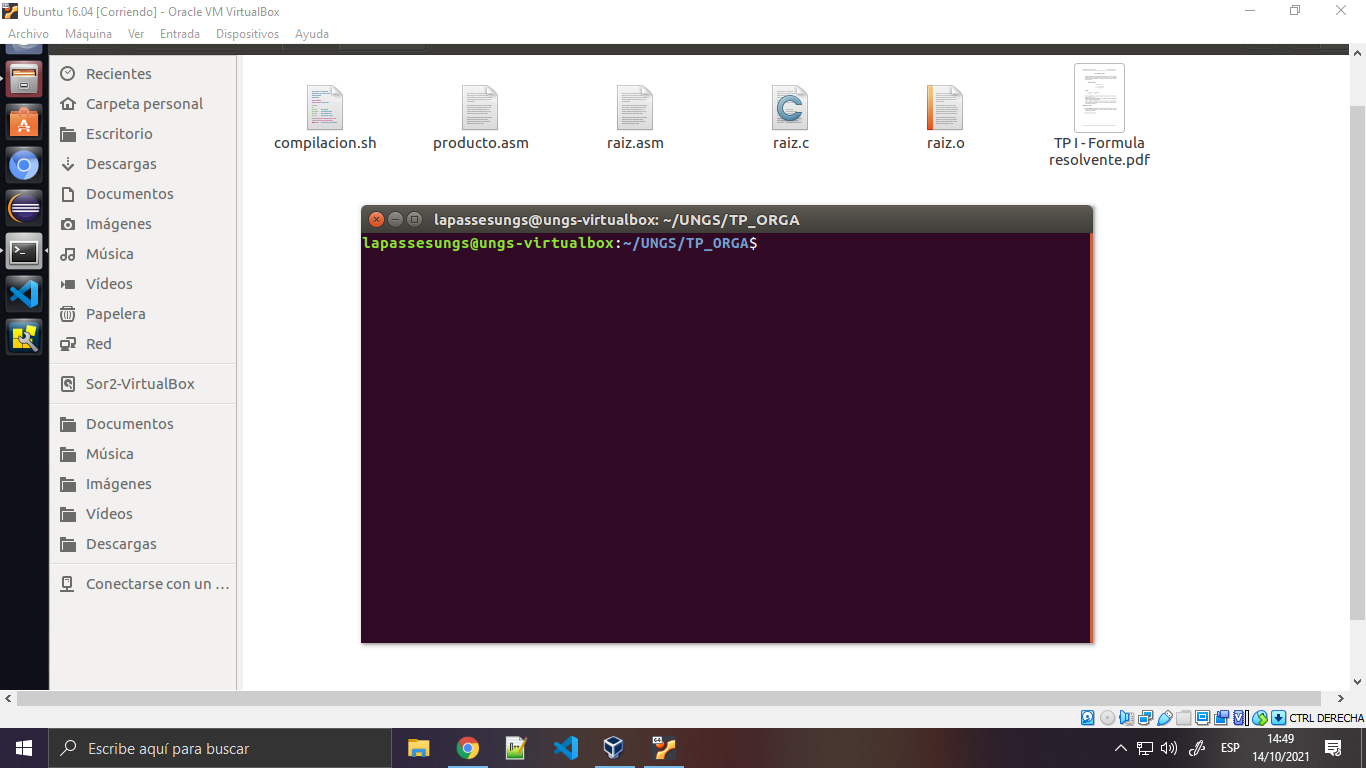 Ubuntu 16.04 [Corriendo] - Oracle VM VirtualBox
Archivo Máquina Ver Entrada Dispositivos Ayuda
Recientes
Carpeta personal
Escritorio
Descargas
Documentos
Imágenes
Música
Vídeos
Papelera
Red
Sor2-VirtualBox
Documentos
Música
Imágenes
Vídeos
Descargas
Conectarse con un …
compilacion.sh
producto.asm
raiz.asm
raiz.c
raiz.o
TP I - Formula
resolvente.pdf
lapassesungs@ungs-virtualbox: ~/UNGS/TP_ORGA
lapassesungs@ungs-virtualbox:~/UNGS/TP_ORGA$
CTRL DERECHA
Escribe aquí para buscar
ESP
14:49
14/10/2021